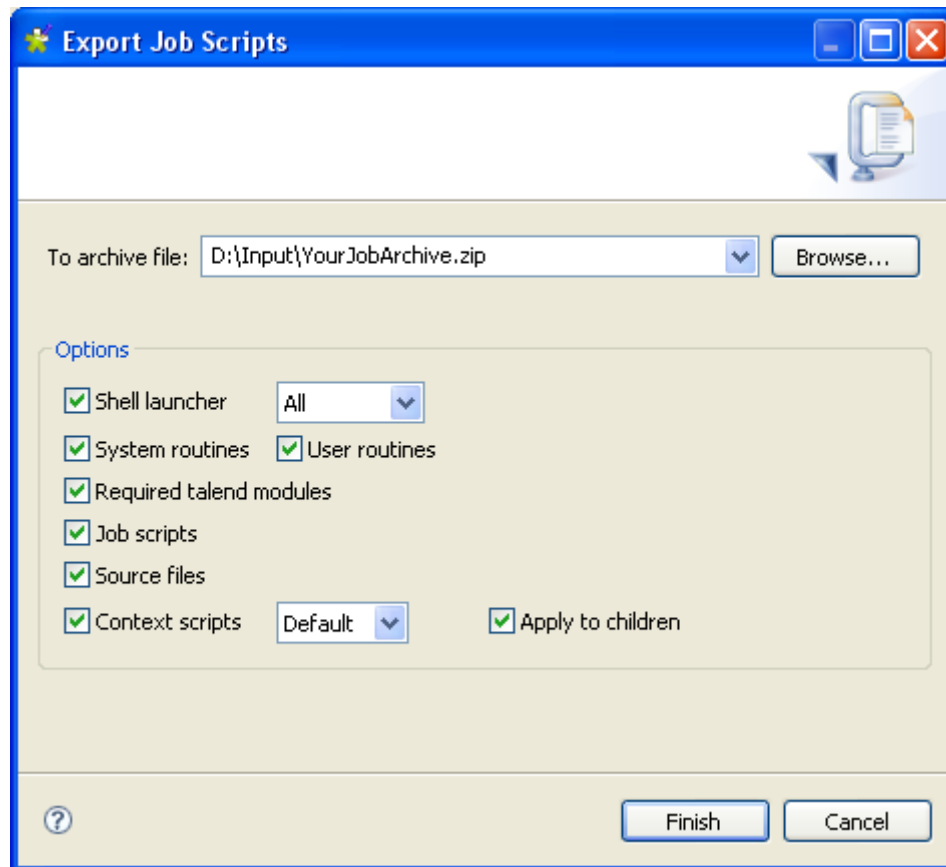 Export Job Scripts
To archive file: D:\Input\YourJobArchive.zip Browse...
Options
Shell launcher All
System routines User routines
Required talend modules
Job scripts
Source files
Context scripts Default Apply to children
? Finish Cancel